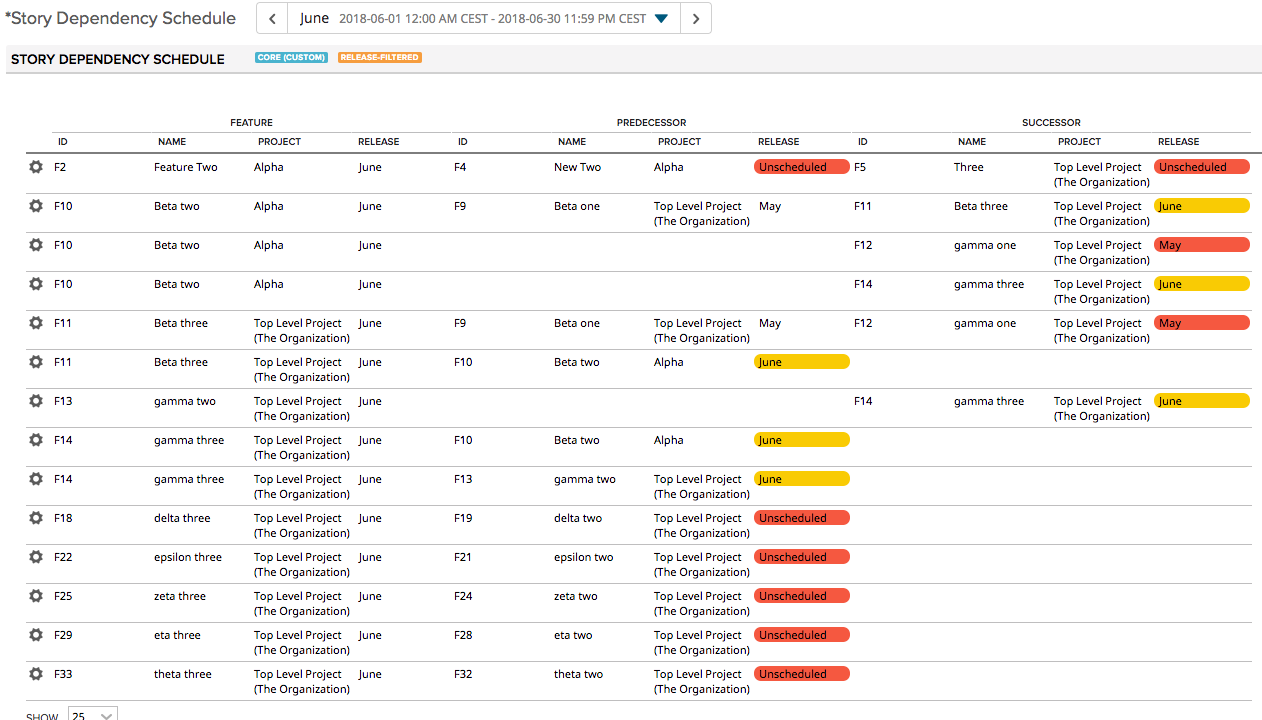 *Story Dependency Schedule June 2018-06-01 12:00 AM CEST - 2018-06-30 11:59 PM CEST
STORY DEPENDENCY SCHEDULE CORE (CUSTOM) RELEASE-FILTERED
FEATURE PREDECESSOR SUCCESSOR
ID NAME PROJECT RELEASE ID NAME PROJECT RELEASE ID NAME PROJECT RELEASE
F2 Feature Two Alpha June F4 New Two Alpha Unscheduled F5 Three Top Level Project Unscheduled
(The Organization)
F10 Beta two Alpha June F9 Beta one Top Level Project May F11 Beta three Top Level Project June
(The Organization) (The Organization)
F10 Beta two Alpha June F12 gamma one Top Level Project May
(The Organization)
F10 Beta two Alpha June F14 gamma three Top Level Project June
(The Organization)
F11 Beta three Top Level Project June F9 Beta one Top Level Project May F12 gamma one Top Level Project May
(The Organization) (The Organization) (The Organization)
F11 Beta three Top Level Project June F10 Beta two Alpha June
(The Organization)
F13 gamma two Top Level Project June F14 gamma three Top Level Project June
(The Organization) (The Organization)
F14 gamma three Top Level Project June F10 Beta two Alpha June
(The Organization)
F14 gamma three Top Level Project June F13 gamma two Top Level Project June
(The Organization) (The Organization)
F18 delta three Top Level Project June F19 delta two Top Level Project Unscheduled
(The Organization) (The Organization)
F22 epsilon three Top Level Project June F21 epsilon two Top Level Project Unscheduled
(The Organization) (The Organization)
F25 zeta three Top Level Project June F24 zeta two Top Level Project Unscheduled
(The Organization) (The Organization)
F29 eta three Top Level Project June F28 eta two Top Level Project Unscheduled
(The Organization) (The Organization)
F33 theta three Top Level Project June F32 theta two Top Level Project Unscheduled
(The Organization) (The Organization)
SHOW 25